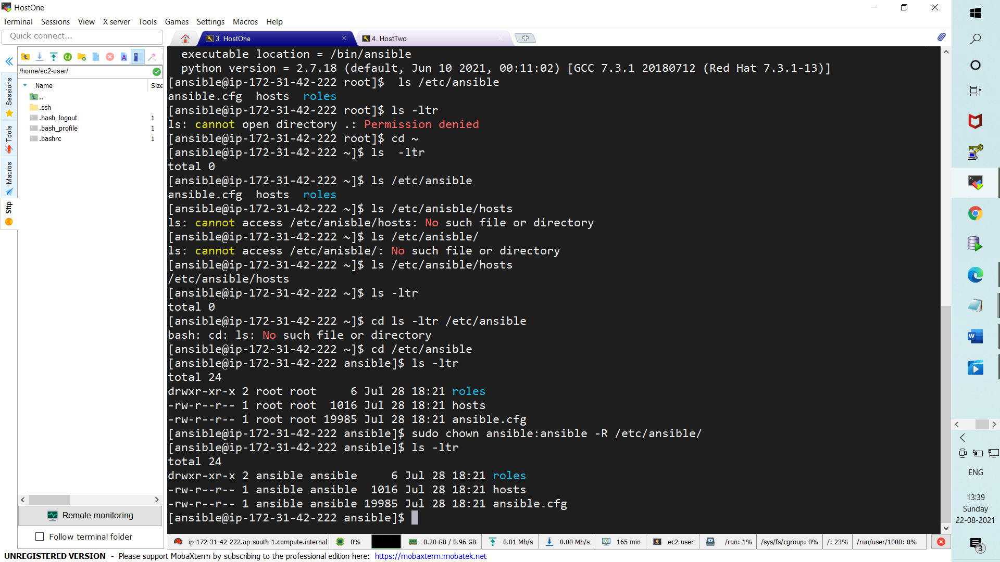 HostOne
Terminal Sessions View X server Tools Games Settings Macros Help
Quick connect...
3. HostOne
4. HostTwo
/home/ec2-user/
Name Size
..
.ssh
.bash_logout 1
.bash_profile 1
.bashrc 1
Sessions
Tools
Macros
Sftp
executable location = /bin/ansible
python version = 2.7.18 (default, Jun 10 2021, 00:11:02) [GCC 7.3.1 20180712 (Red Hat 7.3.1-13)]
[ansible@ip-172-31-42-222 root]$  ls /etc/ansible
ansible.cfg  hosts  roles
[ansible@ip-172-31-42-222 root]$ ls -ltr
ls: cannot open directory .: Permission denied
[ansible@ip-172-31-42-222 root]$ cd ~
[ansible@ip-172-31-42-222 ~]$ ls  -ltr
total 0
[ansible@ip-172-31-42-222 ~]$ ls /etc/ansible
ansible.cfg  hosts  roles
[ansible@ip-172-31-42-222 ~]$ ls /etc/anisble/hosts
ls: cannot access /etc/anisble/hosts: No such file or directory
[ansible@ip-172-31-42-222 ~]$ ls /etc/anisble/
ls: cannot access /etc/anisble/: No such file or directory
[ansible@ip-172-31-42-222 ~]$ ls /etc/ansible/hosts
/etc/ansible/hosts
[ansible@ip-172-31-42-222 ~]$ ls -ltr
total 0
[ansible@ip-172-31-42-222 ~]$ cd ls -ltr /etc/ansible
bash: cd: ls: No such file or directory
[ansible@ip-172-31-42-222 ~]$ cd /etc/ansible
[ansible@ip-172-31-42-222 ansible]$ ls -ltr
total 24
drwxr-xr-x 2 root root     6 Jul 28 18:21 roles
-rw-r--r-- 1 root root  1016 Jul 28 18:21 hosts
-rw-r--r-- 1 root root 19985 Jul 28 18:21 ansible.cfg
[ansible@ip-172-31-42-222 ansible]$ sudo chown ansible:ansible -R /etc/ansible/
[ansible@ip-172-31-42-222 ansible]$ ls -ltr
total 24
drwxr-xr-x 2 ansible ansible     6 Jul 28 18:21 roles
-rw-r--r-- 1 ansible ansible  1016 Jul 28 18:21 hosts
-rw-r--r-- 1 ansible ansible 19985 Jul 28 18:21 ansible.cfg
[ansible@ip-172-31-42-222 ansible]$
Remote monitoring
Follow terminal folder
ip-172-31-42-222.ap-south-1.compute.internal 0% 0.20 GB / 0.96 GB 0.01 Mb/s 0.00 Mb/s 165 min ec2-user /run: 1% /sys/fs/cgroup: 0% /: 23% /run/user/1000: 0%
UNREGISTERED VERSION - Please support MobaXterm by subscribing to the professional edition here: https://mobaxterm.mobatek.net
ENG
13:39
Sunday
22-08-2021
3